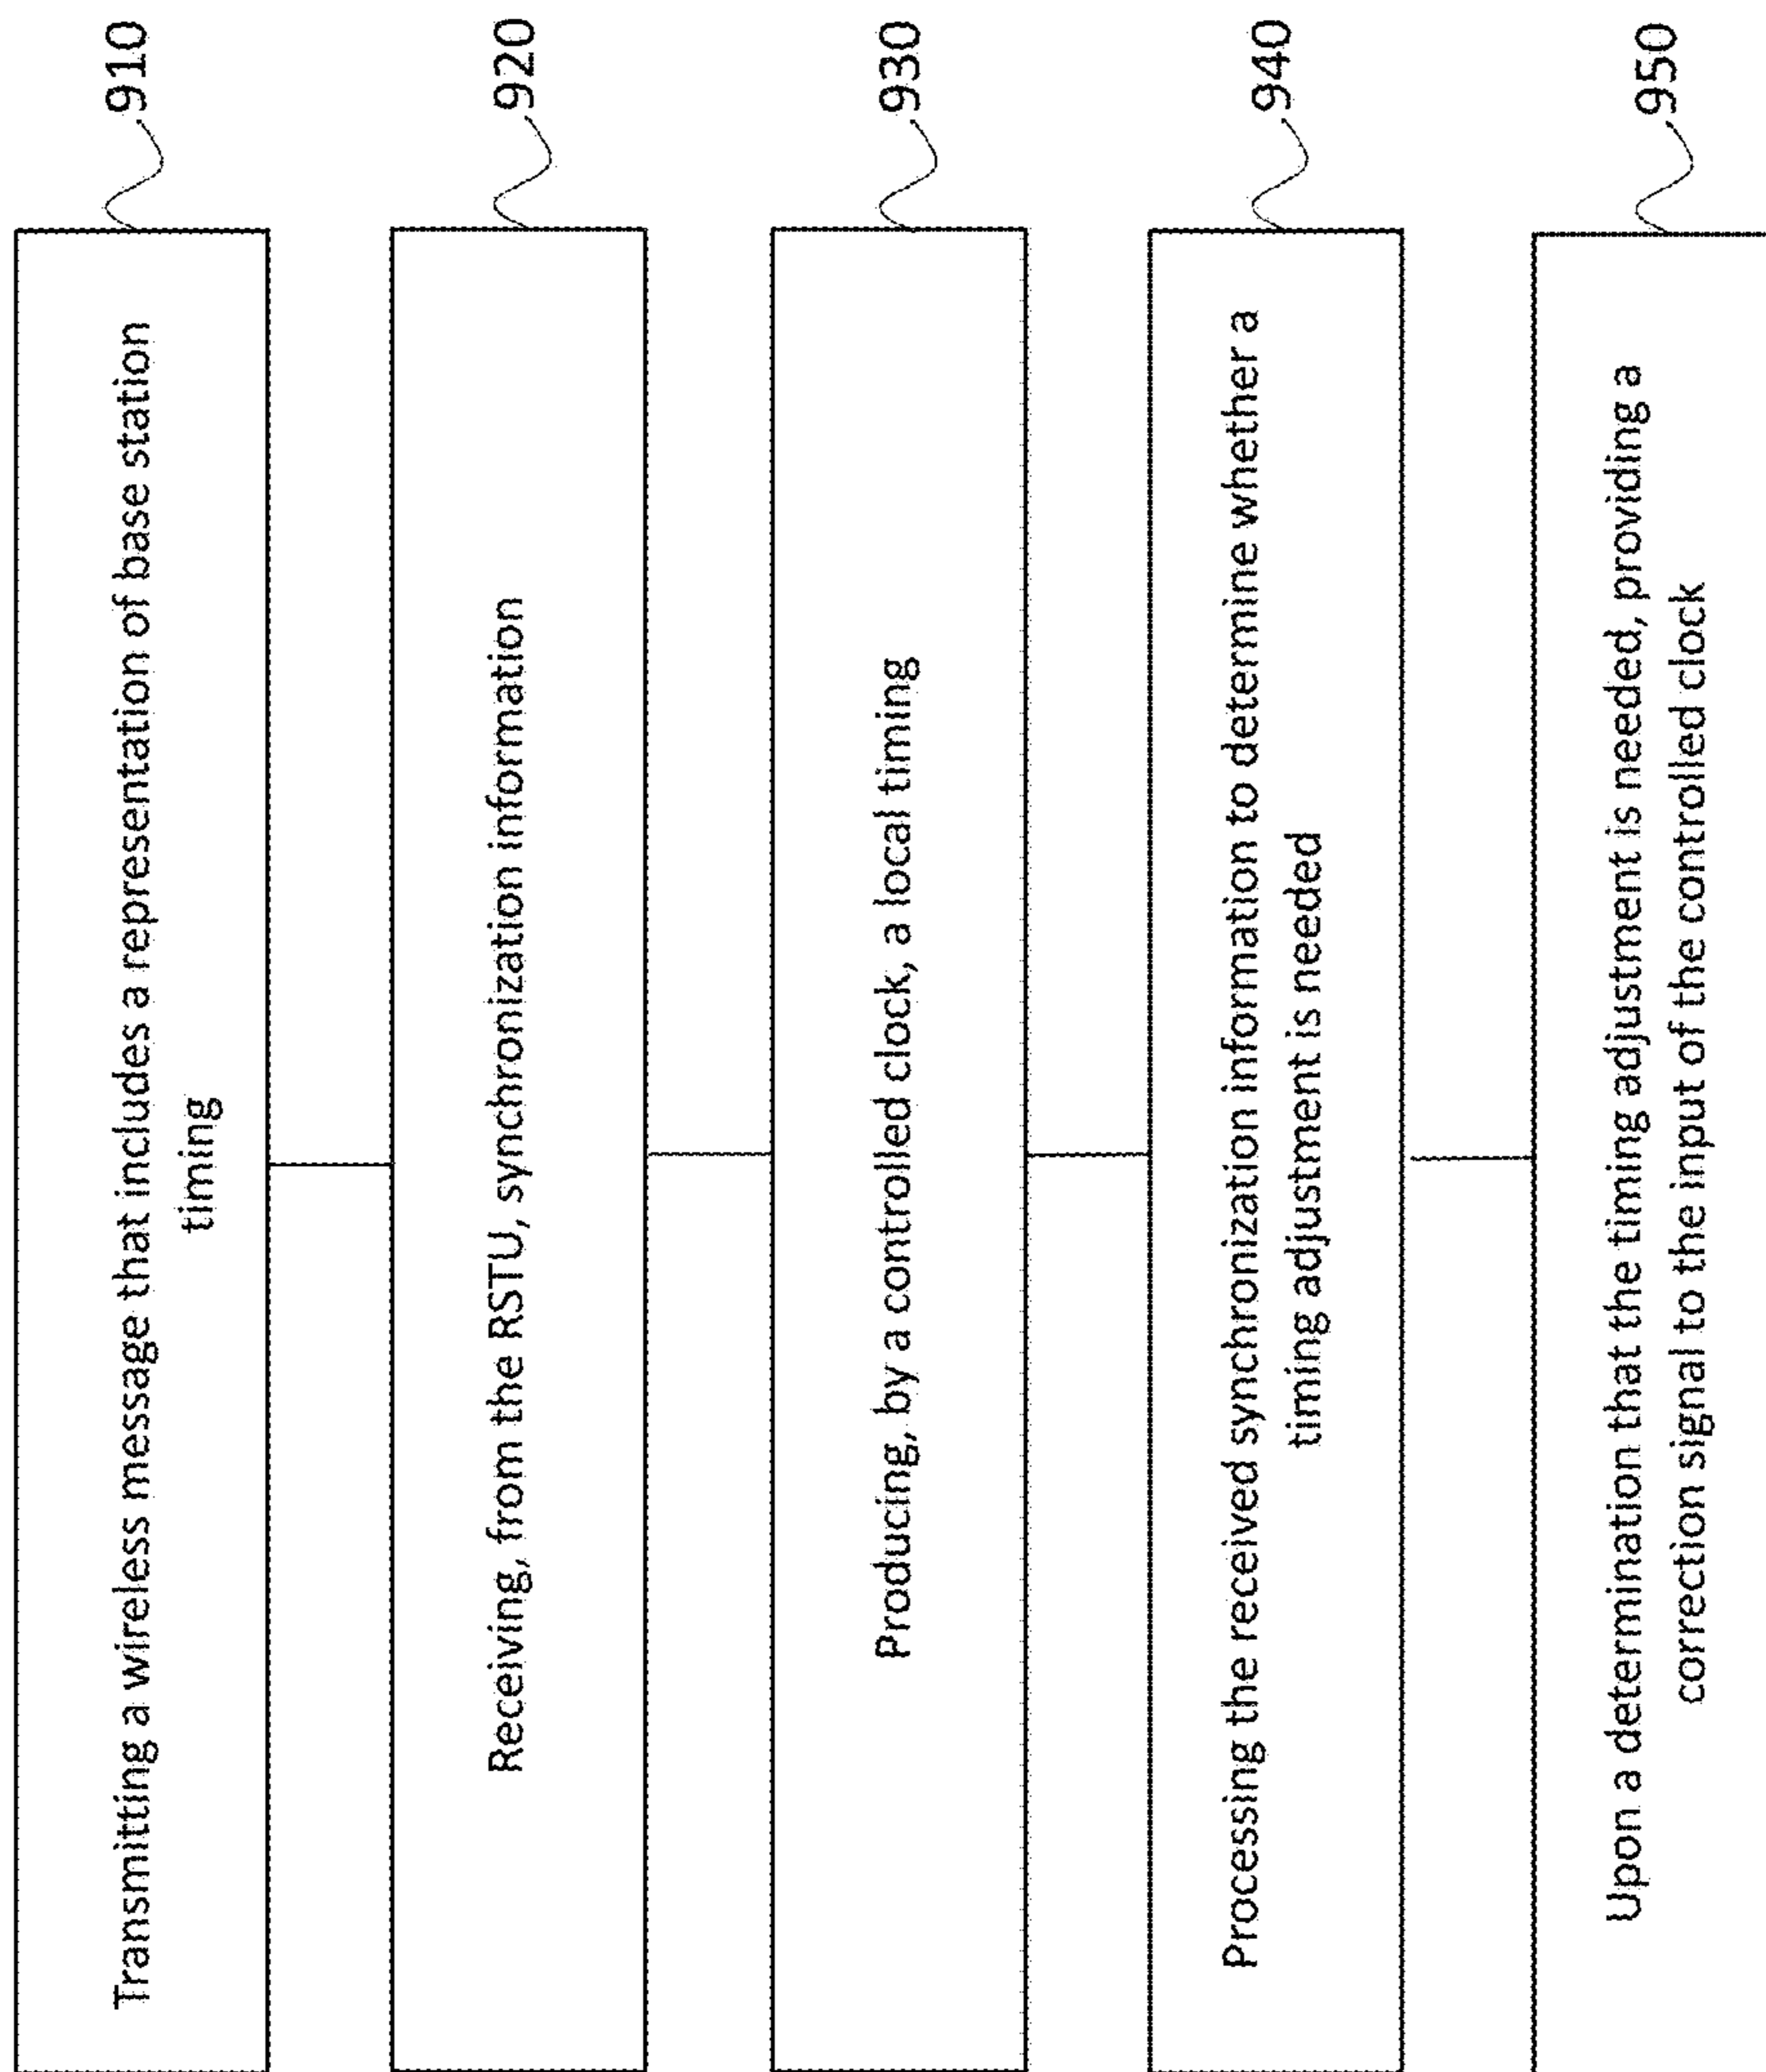 Transmitting a wireless message that includes a representation of base station
timing
910
Receiving, from the RSTU, synchronization information
920
Producing, by a controlled clock, a local timing
930
Processing the received synchronization information to determine whether a
timing adjustment is needed
940
Upon a determination that the timing adjustment is needed, providing a
correction signal to the input of the controlled clock
950